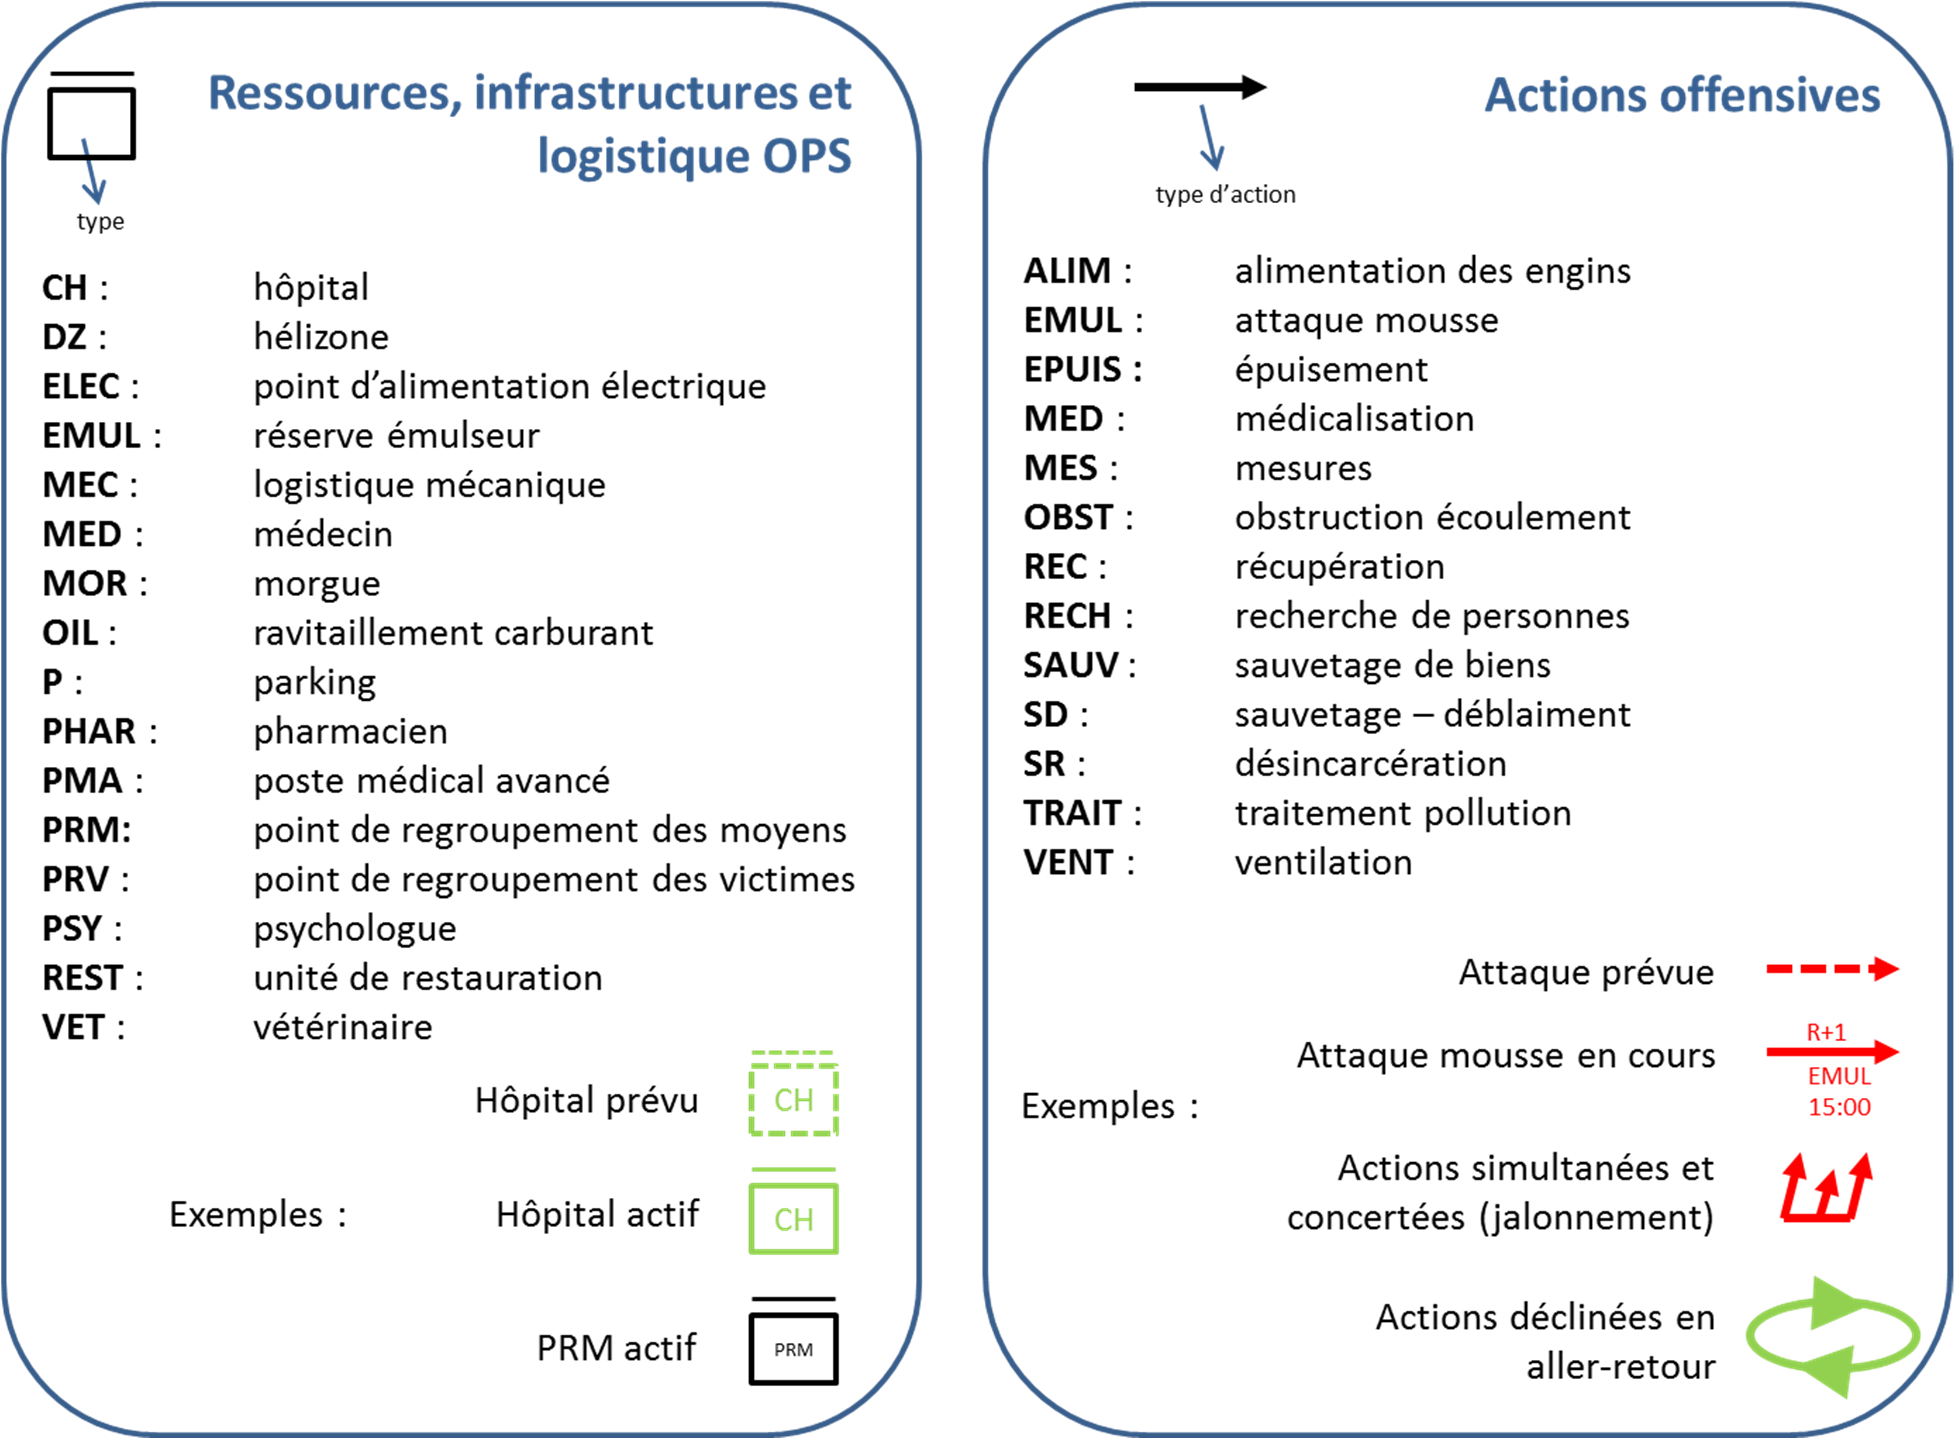 Ressources, infrastructures et
logistique OPS
type
CH : hôpital
DZ : hélizone
ELEC : point d’alimentation électrique
EMUL : réserve émulseur
MEC : logistique mécanique
MED : médecin
MOR : morgue
OIL : ravitaillement carburant
P : parking
PHAR : pharmacien
PMA : poste médical avancé
PRM: point de regroupement des moyens
PRV : point de regroupement des victimes
PSY : psychologue
REST : unité de restauration
VET : vétérinaire
Hôpital prévu CH
Exemples : Hôpital actif CH
PRM actif PRM
Actions offensives
type d’action
ALIM : alimentation des engins
EMUL : attaque mousse
EPUIS : épuisement
MED : médicalisation
MES : mesures
OBST : obstruction écoulement
REC : récupération
RECH : recherche de personnes
SAUV : sauvetage de biens
SD : sauvetage – déblaiment
SR : désincarcération
TRAIT : traitement pollution
VENT : ventilation
Attaque prévue
R+1
Attaque mousse en cours
EMUL
15:00
Exemples :
Actions simultanées et
concertées (jalonnement)
Actions déclinées en
aller-retour